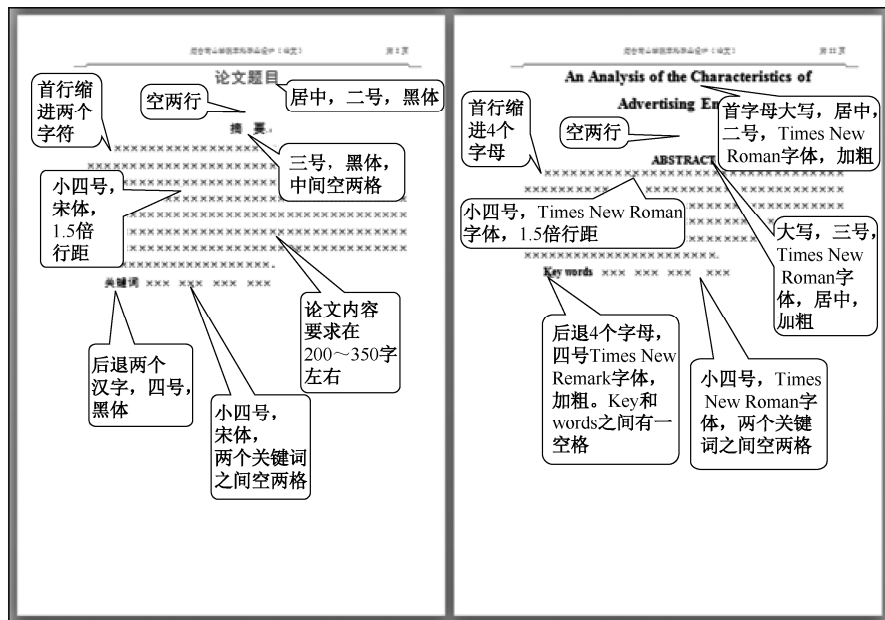 第 I 页
论文题目
首行缩
进两个
字符
空两行
居中，二号，黑体
摘 要
三号，黑体，
中间空两格
××××××××××××××××
小四号，
宋体，
1.5倍
行距
关键词 ××× ××× ××× ×××
论文内容
要求在
200～350字
左右
后退两个
汉字，四号，
黑体
小四号，
宋体，
两个关键词
之间空两格
第 II 页
An Analysis of the Characteristics of
Advertising En
首行缩
进4个
字母
空两行
首字母大写，居中，
二号，Times New
Roman字体，加粗
ABSTRACT
小四号，Times New Roman
字体，1.5倍行距
大写，三号，
Times New
Roman字
体，居中，
加粗
Key words ××× ××× ××× ×××
后退4个字母，
四号Times New
Remark字体，
加粗。Key和
words之间有一
空格
小四号，Times
New Roman字
体，两个关键
词之间空两格